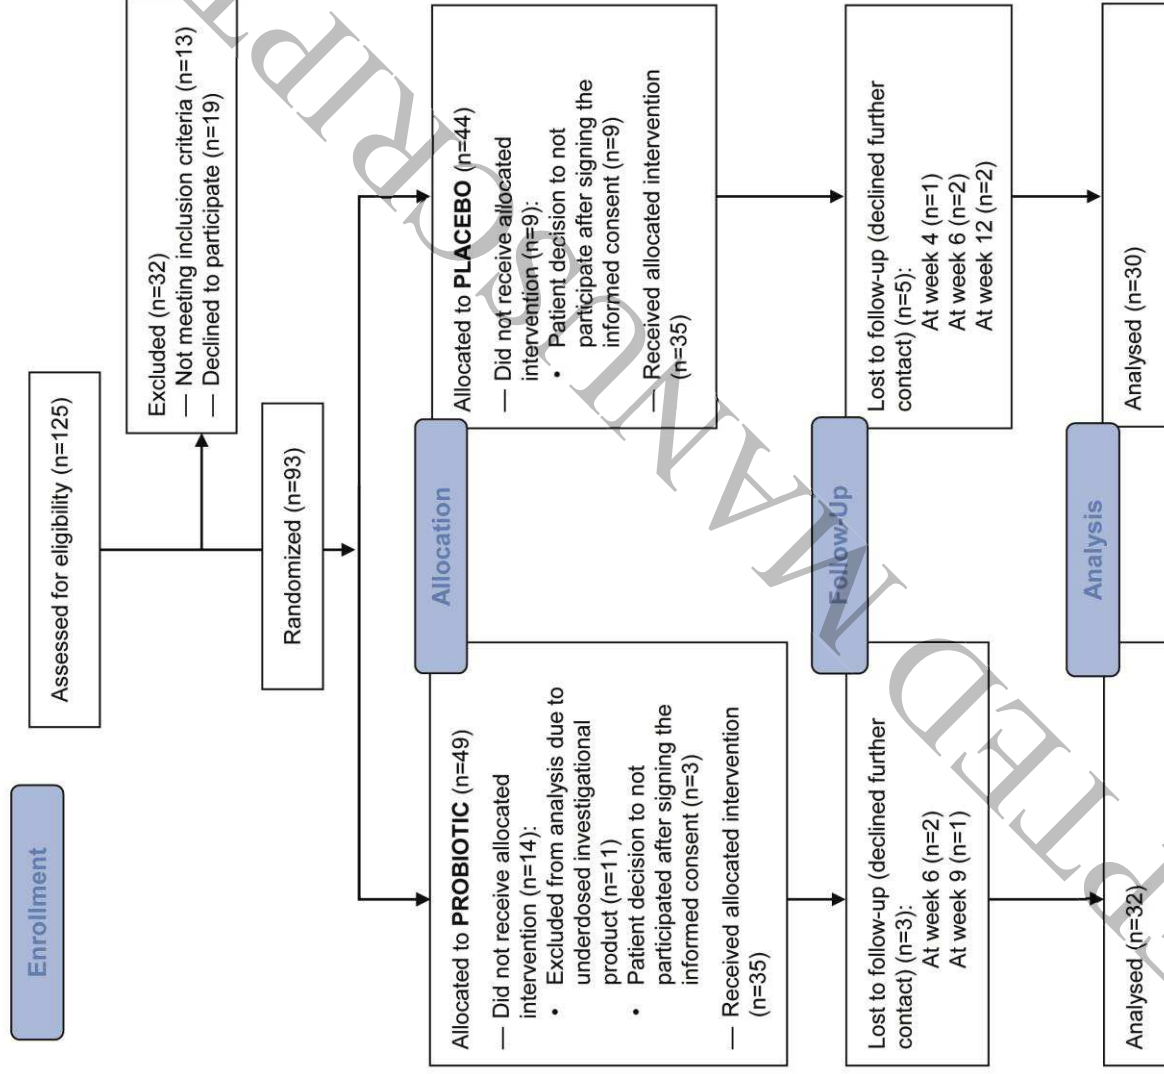 Enrollment
Assessed for eligibility (n=125)
Excluded (n=32)
— Not meeting inclusion criteria (n=13)
— Declined to participate (n=19)
Randomized (n=93)
Allocation
Allocated to PROBIOTIC (n=49)
— Did not receive allocated
intervention (n=14):
• Excluded from analysis due to
underdosed investigational
product (n=11)
• Patient decision to not
participated after signing the
informed consent (n=3)
— Received allocated intervention
(n=35)
Allocated to PLACEBO (n=44)
— Did not receive allocated
intervention (n=9):
• Patient decision to not
participate after signing the
informed consent (n=9)
— Received allocated intervention
(n=35)
Follow-Up
Lost to follow-up (declined further
contact) (n=3):
At week 6 (n=2)
At week 9 (n=1)
Lost to follow-up (declined further
contact) (n=5):
At week 4 (n=1)
At week 6 (n=2)
At week 12 (n=2)
Analysis
Analysed (n=32)
Analysed (n=30)
PTED MANUSCRIPT